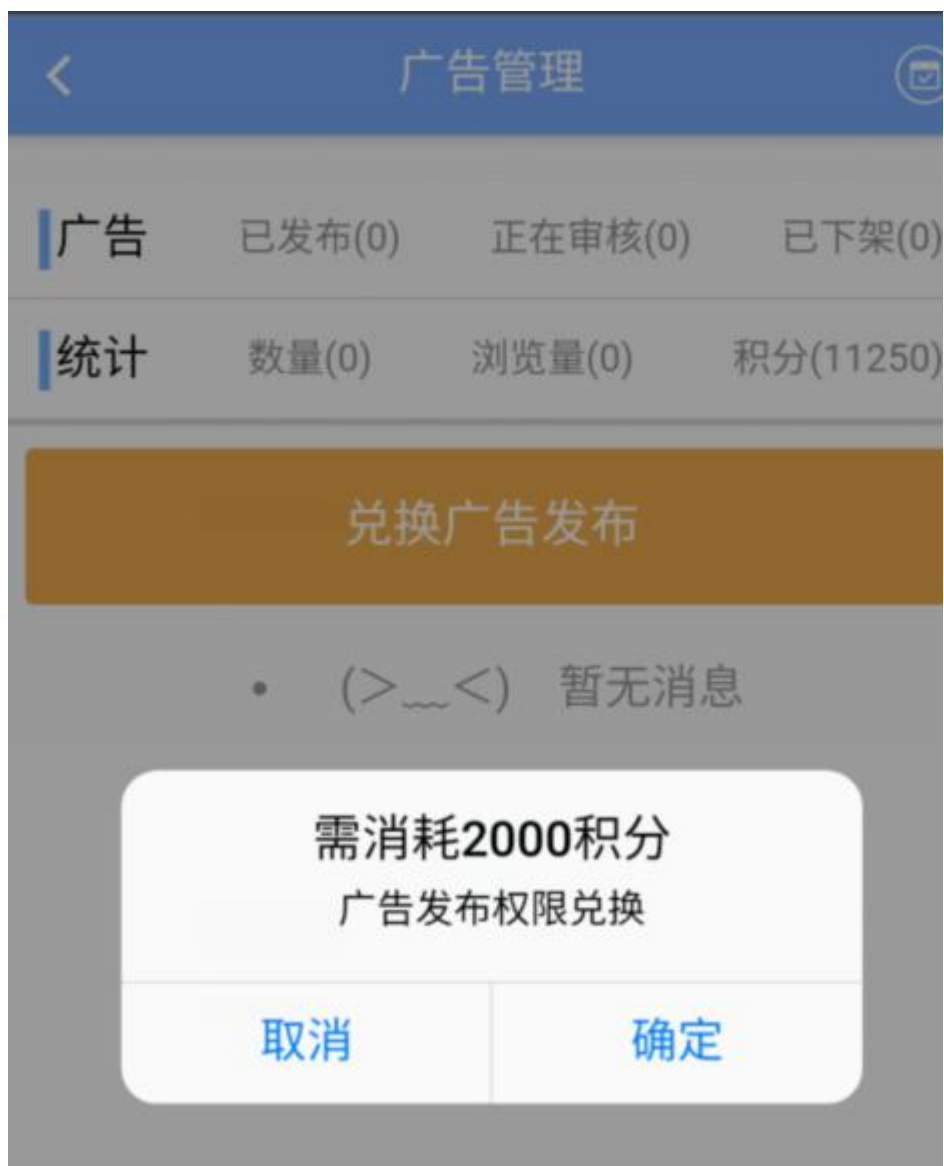 广告管理
广告 已发布(0) 正在审核(0) 已下架(0)
统计 数量(0) 浏览量(0) 积分(11250)
兑换广告发布
• (＞﹏＜) 暂无消息
需消耗2000积分
广告发布权限兑换
取消 确定